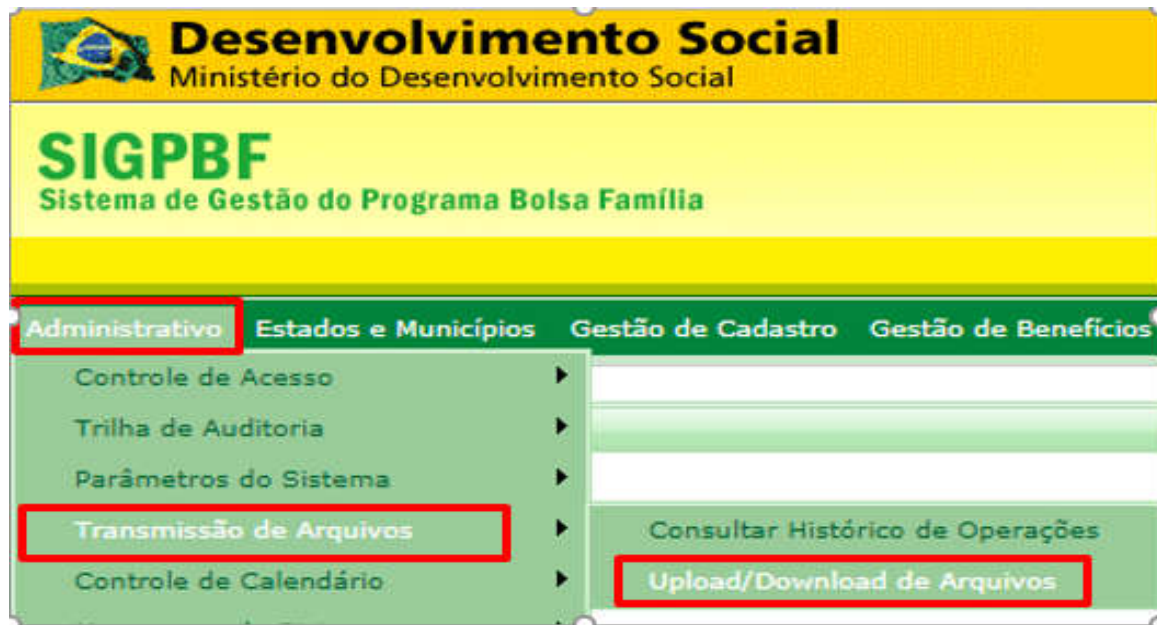 Desenvolvimento Social
Ministério do Desenvolvimento Social
SIGPBF
Sistema de Gestão do Programa Bolsa Família
Administrativo Estados e Municípios Gestão de Cadastro Gestão de Benefícios
Controle de Acesso
Trilha de Auditoria
Parâmetros do Sistema
Transmissão de Arquivos
Consultar Histórico de Operações
Controle de Calendário
Upload/Download de Arquivos